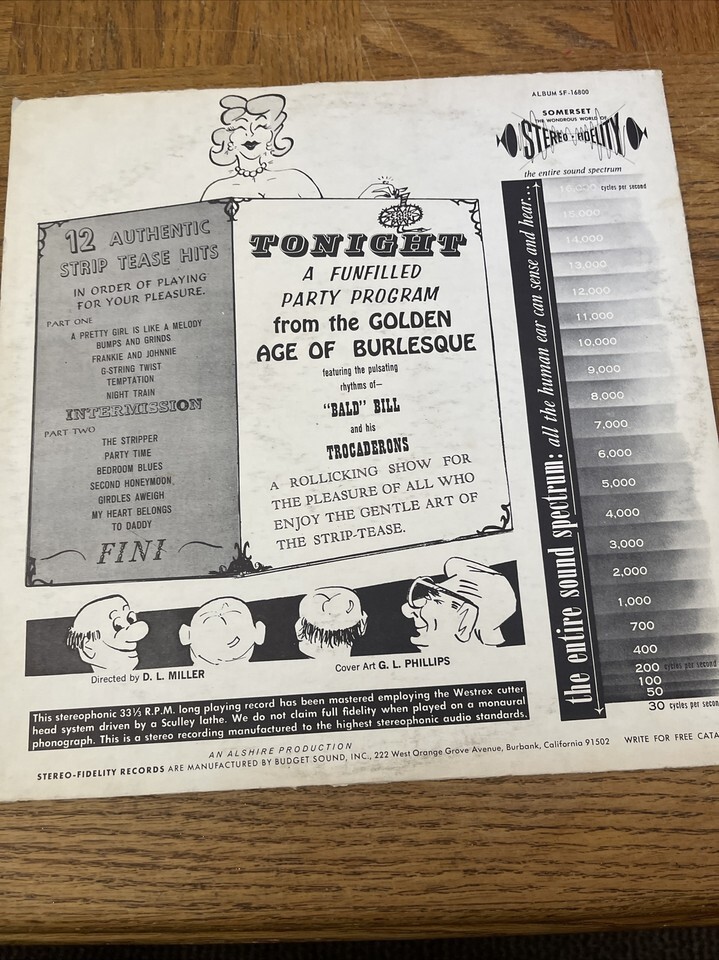 ALBUM SF-16800
SOMERSET
THE WONDROUS WORLD OF
STEREO-FIDELITY
the entire sound spectrum
12 AUTHENTIC
STRIP TEASE HITS
IN ORDER OF PLAYING
FOR YOUR PLEASURE.
PART ONE
A PRETTY GIRL IS LIKE A MELODY
BUMPS AND GRINDS
FRANKIE AND JOHNNIE
G-STRING TWIST
TEMPTATION
NIGHT TRAIN
INTERMISSION
PART TWO
THE STRIPPER
PARTY TIME
BEDROOM BLUES
SECOND HONEYMOON
GIRDLES AWEIGH
MY HEART BELONGS
TO DADDY
FINI
TONIGHT
A FUNFILLED
PARTY PROGRAM
from the GOLDEN
AGE OF BURLESQUE
featuring the pulsating
rhythms of—
"BALD" BILL
and his
TROCADERONS
A ROLLICKING SHOW FOR
THE PLEASURE OF ALL WHO
ENJOY THE GENTLE ART OF
THE STRIP-TEASE.
the entire sound spectrum: all the human ear can sense and hear...
16,000 cycles per second
15,000
14,000
13,000
12,000
11,000
10,000
9,000
8,000
7,000
6,000
5,000
4,000
3,000
2,000
1,000
700
400
200 cycles per second
100
50
30 cycles per secon
Directed by D. L. MILLER
Cover Art G. L. PHILLIPS
This stereophonic 33⅓ R.P.M. long playing record has been mastered employing the Westrex cutter
head system driven by a Sculley lathe. We do not claim full fidelity when played on a monaural
phonograph. This is a stereo recording manufactured to the highest stereophonic audio standards.
AN ALSHIRE PRODUCTION
STEREO-FIDELITY RECORDS ARE MANUFACTURED BY BUDGET SOUND, INC., 222 West Orange Grove Avenue, Burbank, California 91502 WRITE FOR FREE CATA